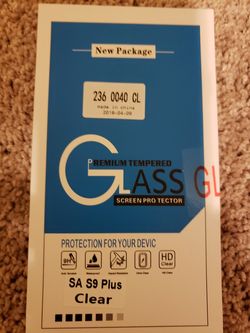 New Package
236 0040 CL
made in china
2018-04-09
PREMIUM TEMPERED
GLASS GL
SCREEN PRO TECTOR
PROTECTION FOR YOUR DEVIC
9H
HD
Clear
SA S9 Plus
Clear